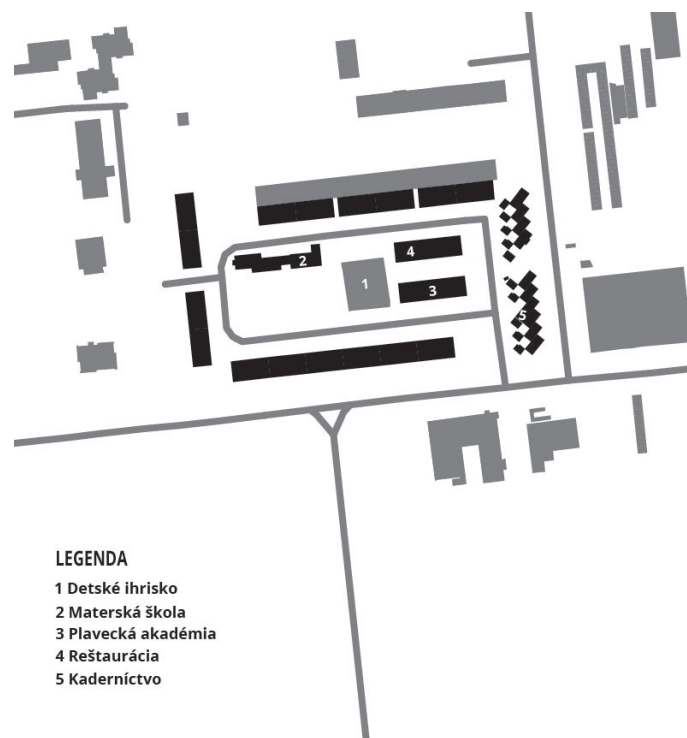 4
2
1
3
5
LEGENDA
1 Detské ihrisko
2 Materská škola
3 Plavecká akadémia
4 Reštaurácia
5 Kaderníctvo